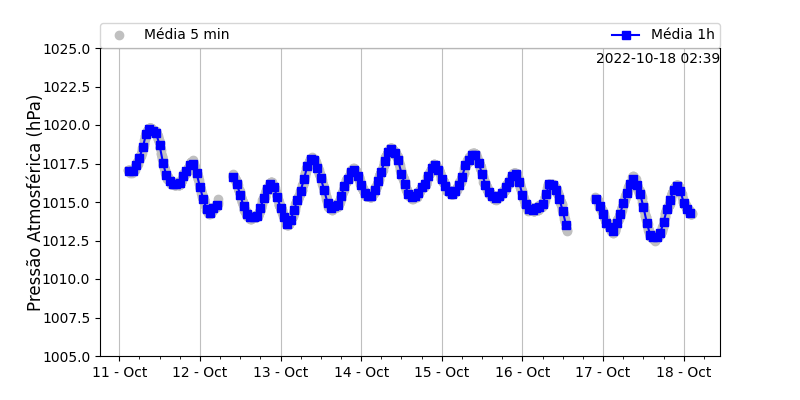 Média 5 min
Média 1h
2022-10-18 02:39
Pressão Atmosférica (hPa)
1025.0
1022.5
1020.0
1017.5
1015.0
1012.5
1010.0
1007.5
1005.0
11 - Oct
12 - Oct
13 - Oct
14 - Oct
15 - Oct
16 - Oct
17 - Oct
18 - Oct